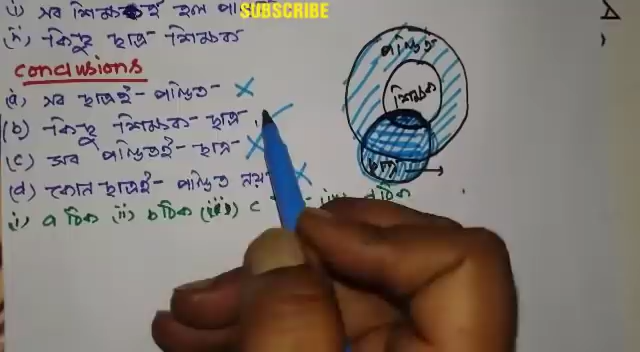 SUBSCRIBE
i) সব শিক্ষকই হল
(ii) কিছু ছাত্র শিক্ষক
Conclusions
(a) সব ছাত্রই - পন্ডিত -
(b) কিছু শিক্ষক - ছাত্র
(c) সব পন্ডিতই - ছাত্র -
(d) কোন ছাত্রই - পন্ডিত নয় -
i) a ঠিক ii) b ঠিক (iii) c ঠিক
পন্ডিত
শিক্ষক